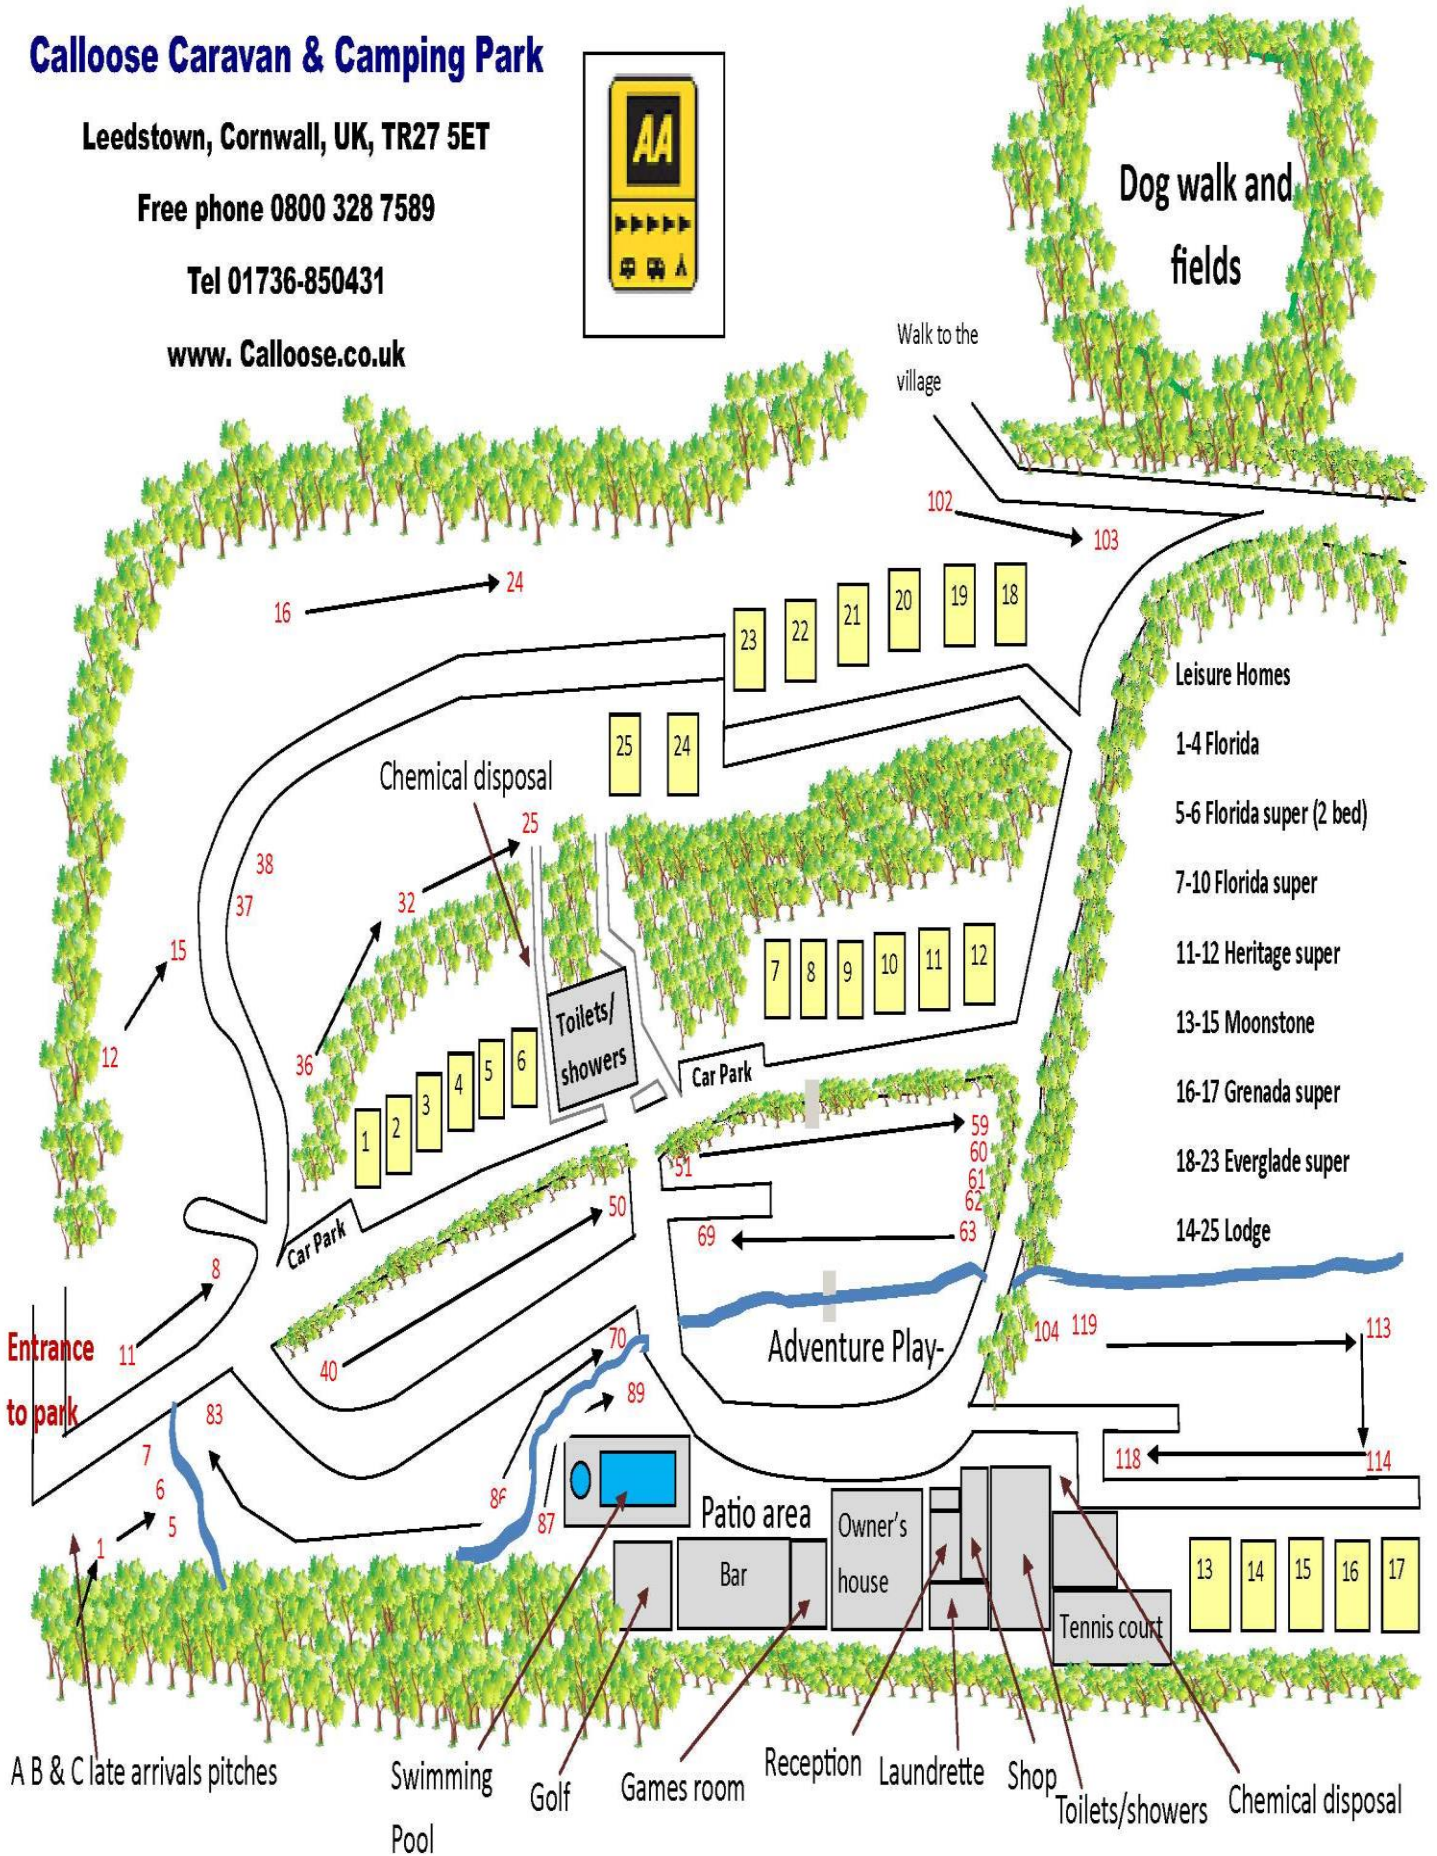 Calloose Caravan & Camping Park
Leedstown, Cornwall, UK, TR27 5ET
Free phone 0800 328 7589
Tel 01736-850431
www. Calloose.co.uk
AA
Dog walk and
fields
Walk to the
village
102
103
16
24
23
22
21
20
19
18
25
24
Chemical disposal
25
38
37
32
15
12
36
Toilets/
showers
1
2
3
4
5
6
7
8
9
10
11
12
Car Park
Car Park
Leisure Homes
1-4 Florida
5-6 Florida super (2 bed)
7-10 Florida super
11-12 Heritage super
13-15 Moonstone
16-17 Grenada super
18-23 Everglade super
14-25 Lodge
59
60
61
62
63
51
50
69
8
11
40
70
89
Adventure Play-
104
119
113
118
114
Entrance
to park
83
7
6
5
1
86
87
Patio area
Owner's
house
Bar
Tennis court
13
14
15
16
17
A B & C late arrivals pitches
Swimming
Pool
Golf
Games room
Reception
Laundrette
Shop
Toilets/showers
Chemical disposal